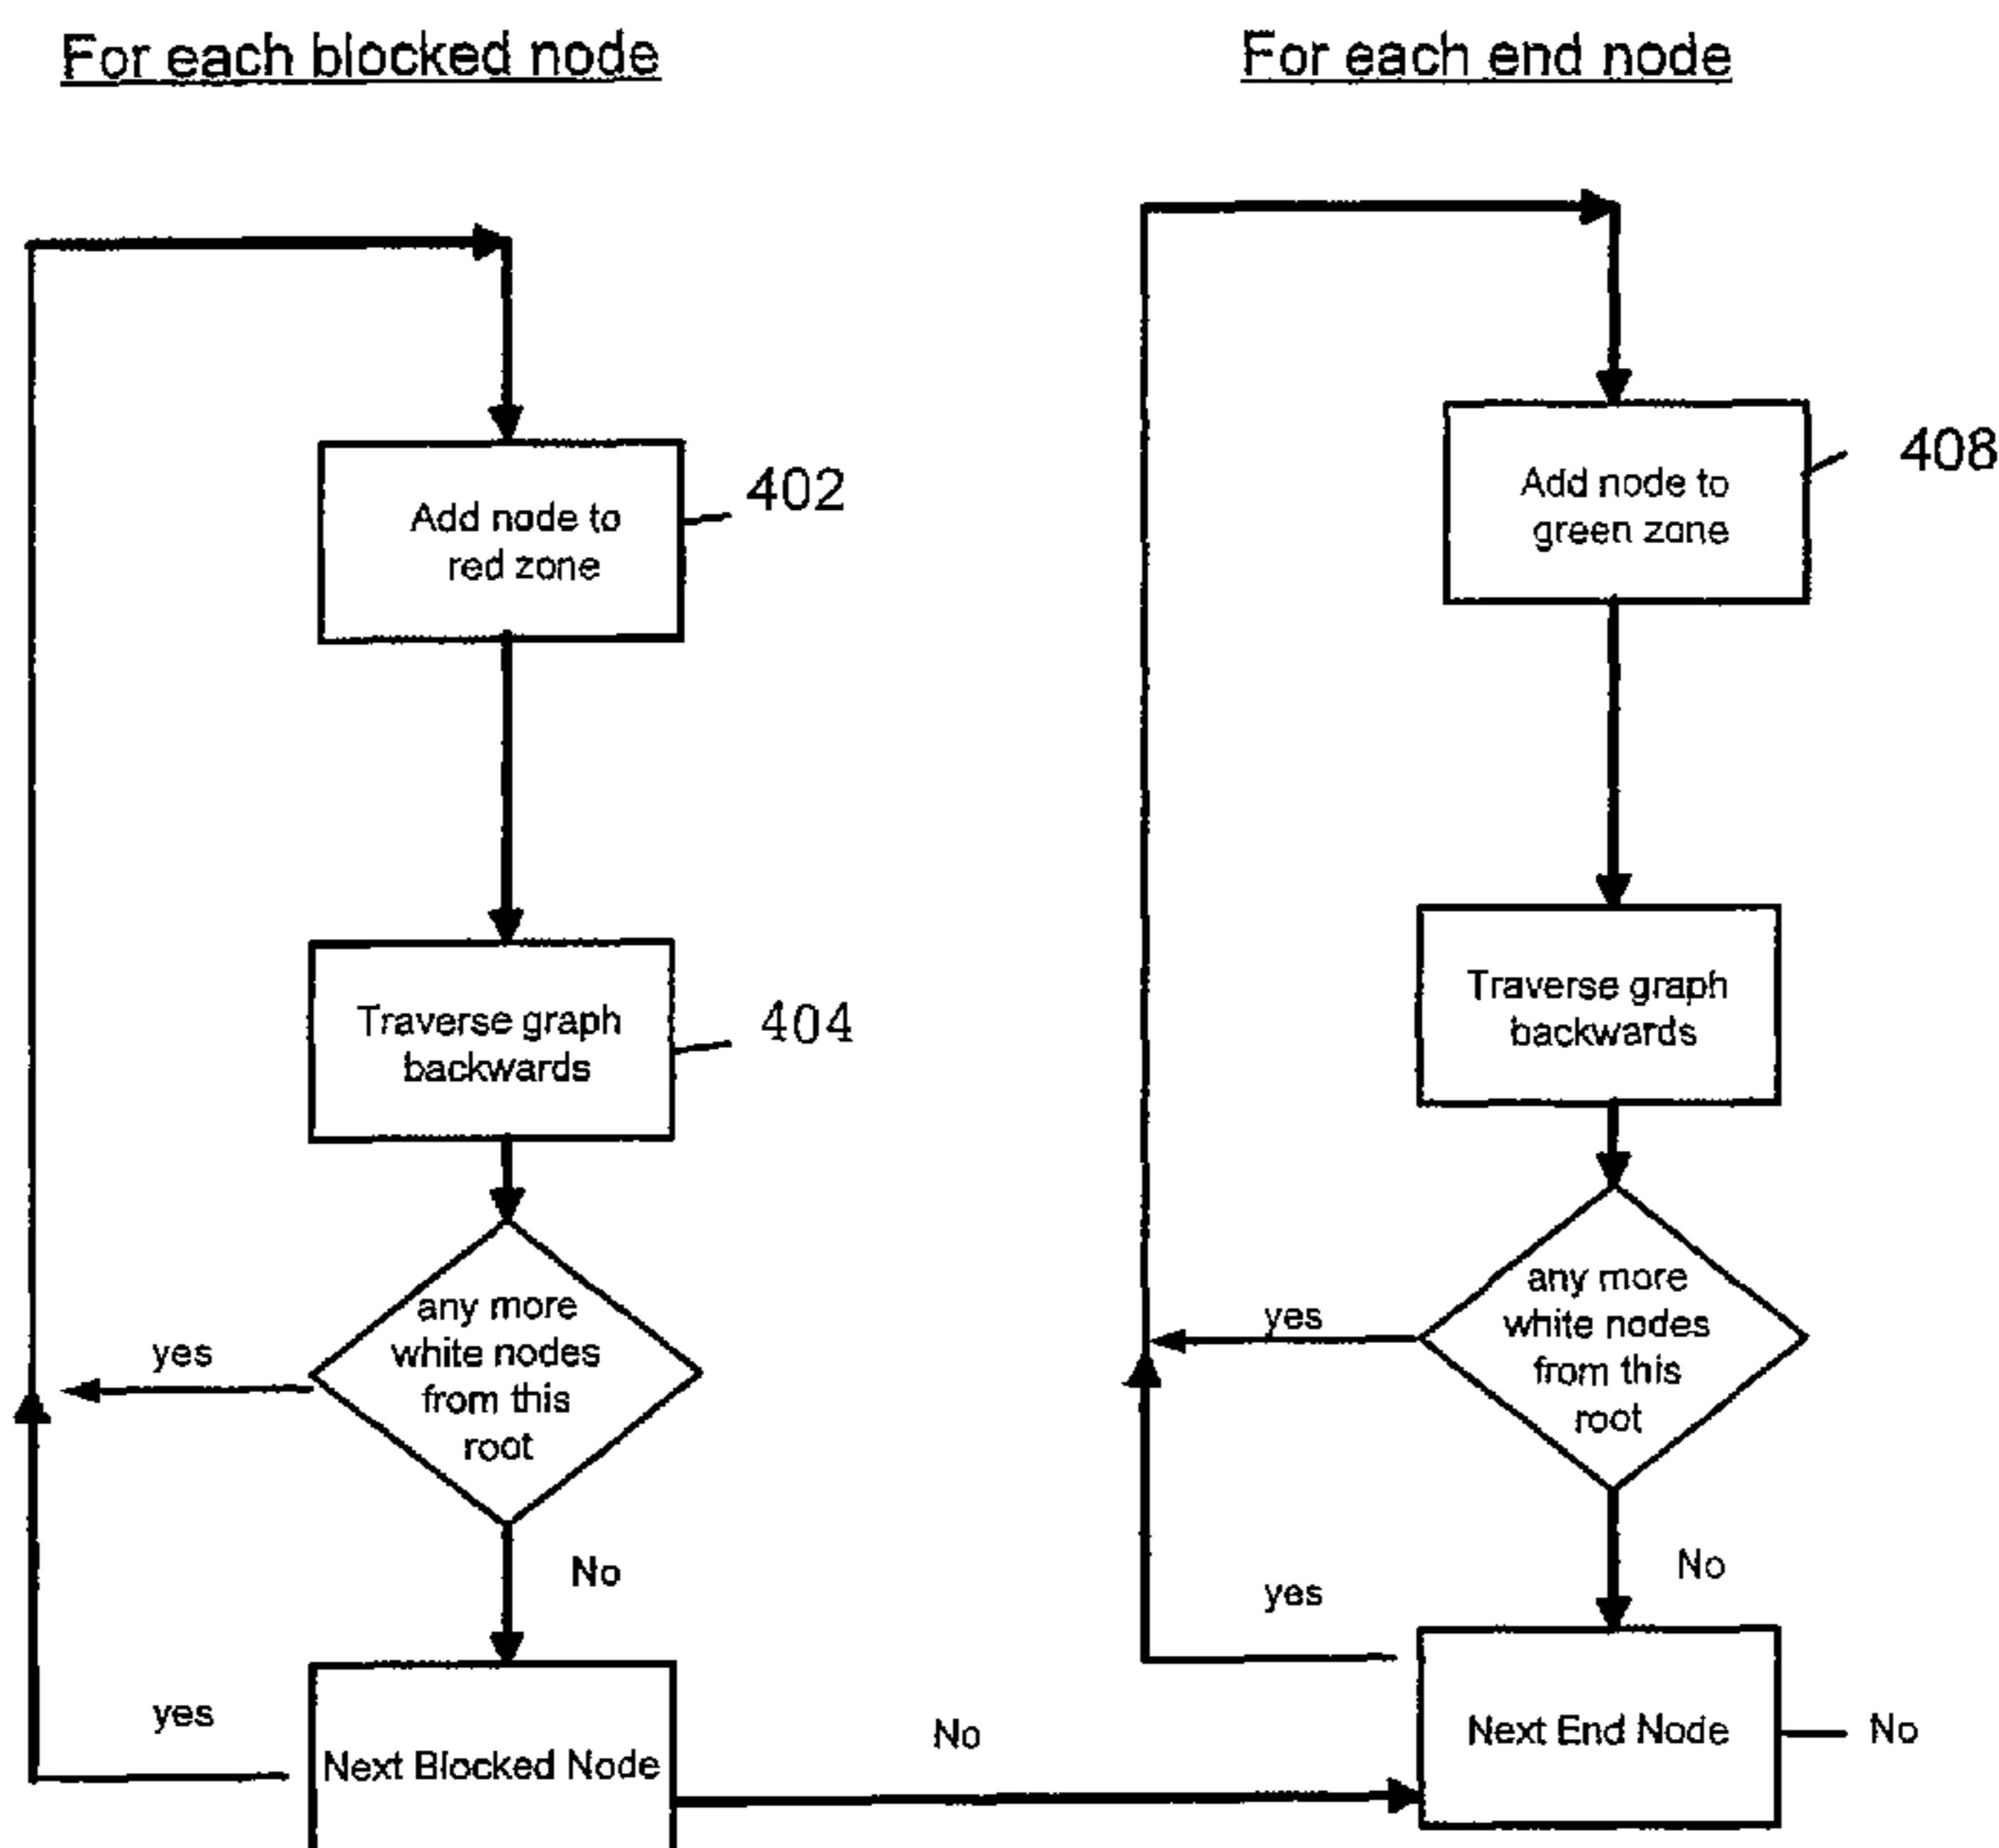 For each blocked node
Add node to
red zone
402
Traverse graph
backwards
404
any more
white nodes
from this
root
yes
No
yes
Next Blocked Node
No
For each end node
Add node to
green zone
408
Traverse graph
backwards
any more
white nodes
from this
root
yes
No
yes
Next End Node
No